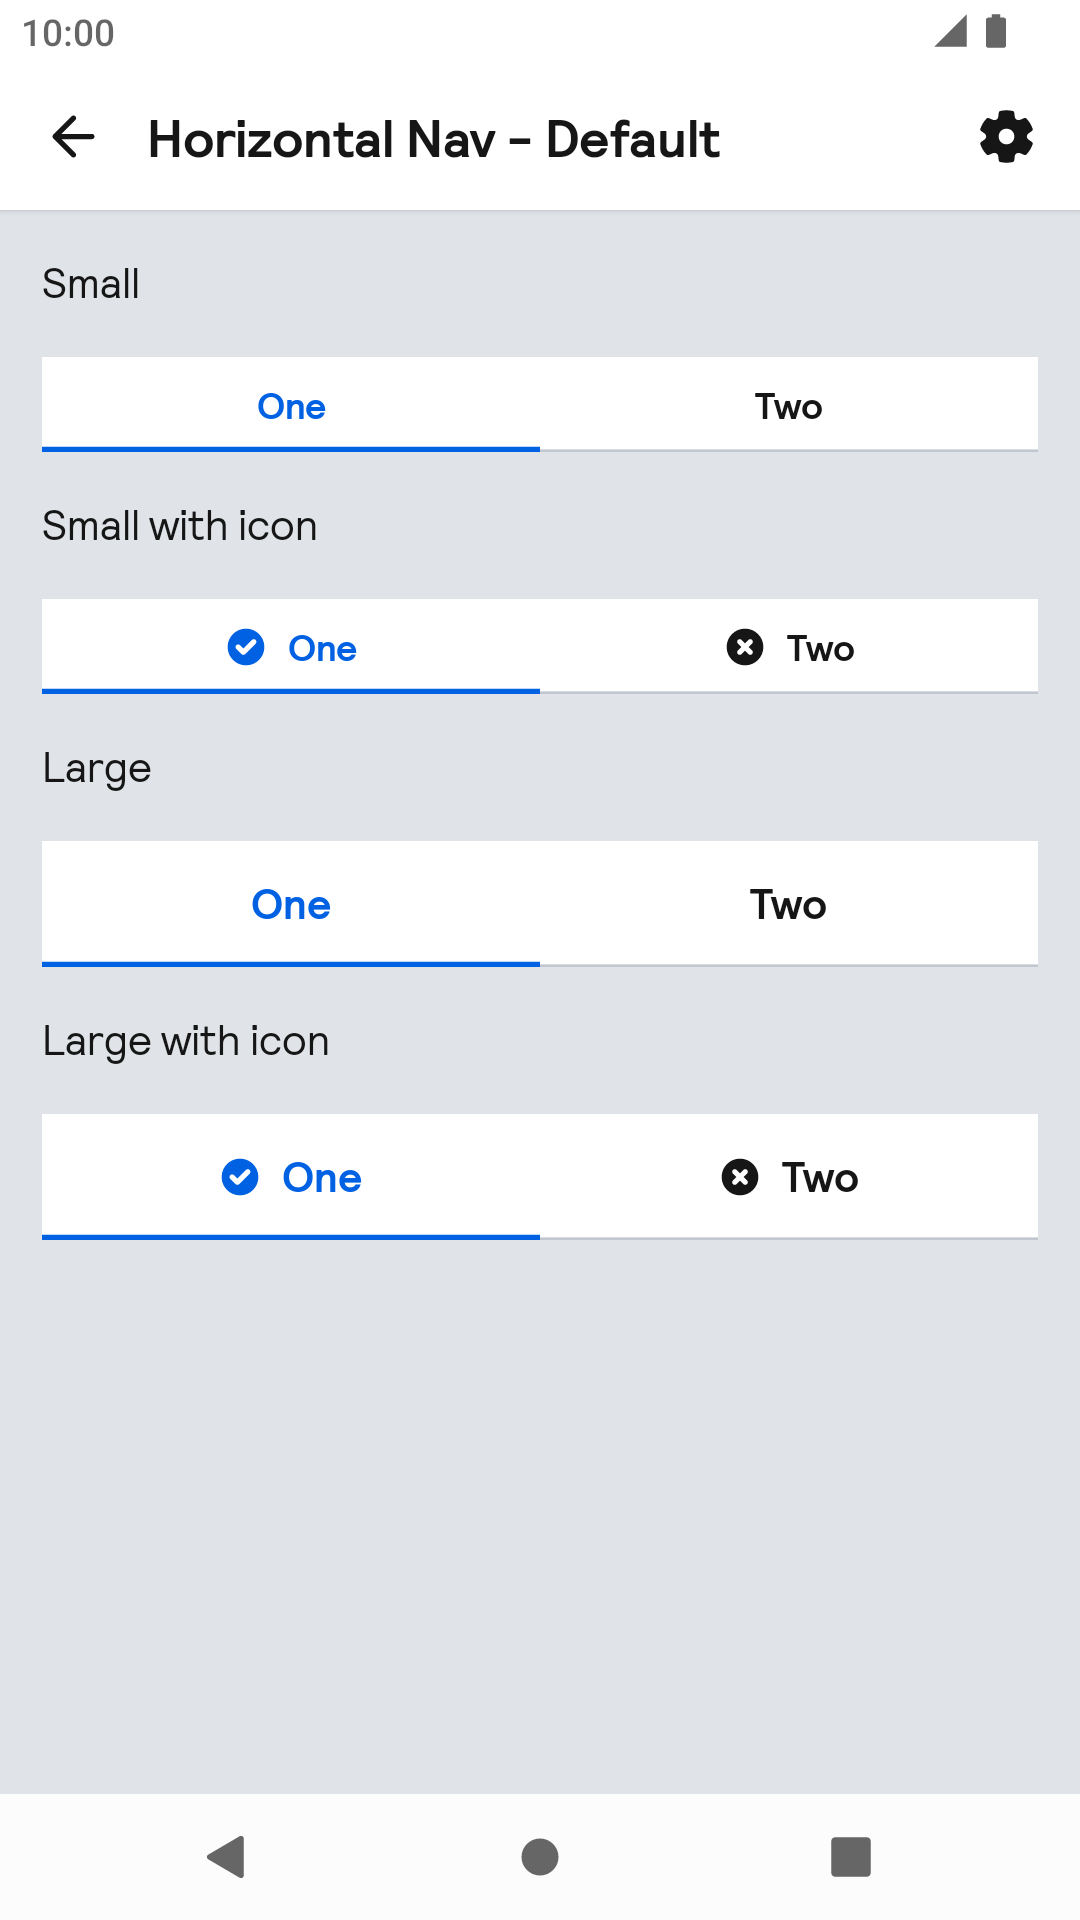 10:00
Horizontal Nav - Default
Small
One Two
Small with icon
One Two
Large
One Two
Large with icon
One Two